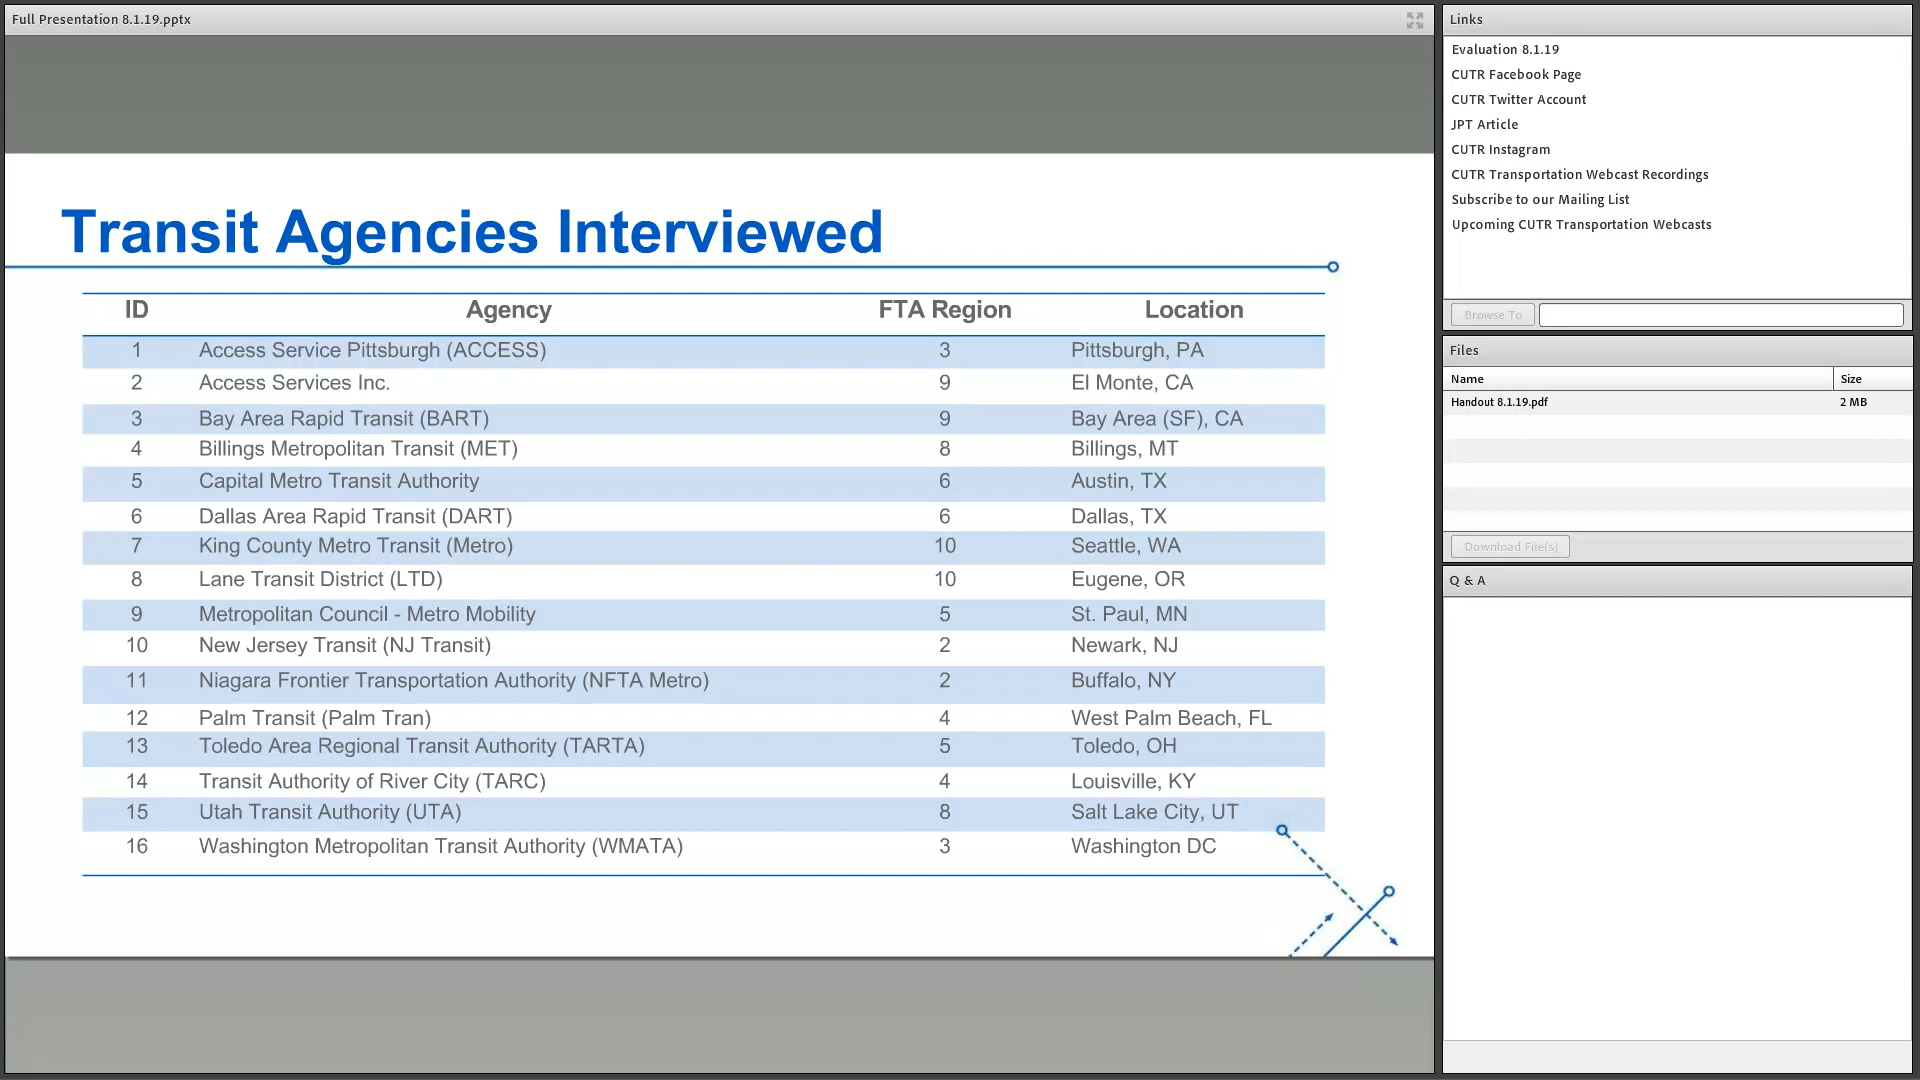 Full Presentation 8.1.19.pptx
Transit Agencies Interviewed
ID Agency FTA Region Location
1 Access Service Pittsburgh (ACCESS) 3 Pittsburgh, PA
2 Access Services Inc. 9 El Monte, CA
3 Bay Area Rapid Transit (BART) 9 Bay Area (SF), CA
4 Billings Metropolitan Transit (MET) 8 Billings, MT
5 Capital Metro Transit Authority 6 Austin, TX
6 Dallas Area Rapid Transit (DART) 6 Dallas, TX
7 King County Metro Transit (Metro) 10 Seattle, WA
8 Lane Transit District (LTD) 10 Eugene, OR
9 Metropolitan Council - Metro Mobility 5 St. Paul, MN
10 New Jersey Transit (NJ Transit) 2 Newark, NJ
11 Niagara Frontier Transportation Authority (NFTA Metro) 2 Buffalo, NY
12 Palm Transit (Palm Tran) 4 West Palm Beach, FL
13 Toledo Area Regional Transit Authority (TARTA) 5 Toledo, OH
14 Transit Authority of River City (TARC) 4 Louisville, KY
15 Utah Transit Authority (UTA) 8 Salt Lake City, UT
16 Washington Metropolitan Transit Authority (WMATA) 3 Washington DC
Links
Evaluation 8.1.19
CUTR Facebook Page
CUTR Twitter Account
JPT Article
CUTR Instagram
CUTR Transportation Webcast Recordings
Subscribe to our Mailing List
Upcoming CUTR Transportation Webcasts
Browse To
Files
Name Size
Handout 8.1.19.pdf 2 MB
Download File(s)
Q & A